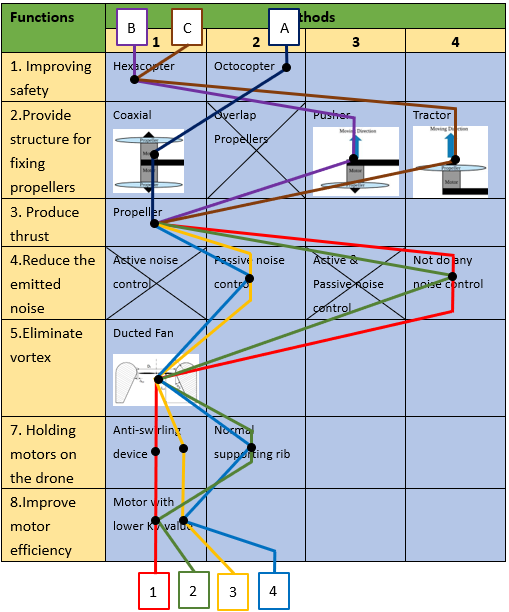 Functions
thods
B
C
A
1
2
3
4
1. Improving
safety
Hexacopter
Octocopter
2.Provide
structure for
fixing
propellers
Coaxial
Overlap
Propellers
Pusher
Tractor
Propeller
Motor
Moving Direction
Motor
Moving Direction
Propeller
Motor
3. Produce
thrust
Propeller
4.Reduce the
emitted
noise
Active noise
control
Passive noise
control
Active &
Passive noise
control
Not do any
noise control
5.Eliminate
vortex
Ducted Fan
7. Holding
motors on
the drone
Anti-swirling
device
Normal
supporting rib
8.Improve
motor
efficiency
Motor with
lower KV value
1
2
3
4